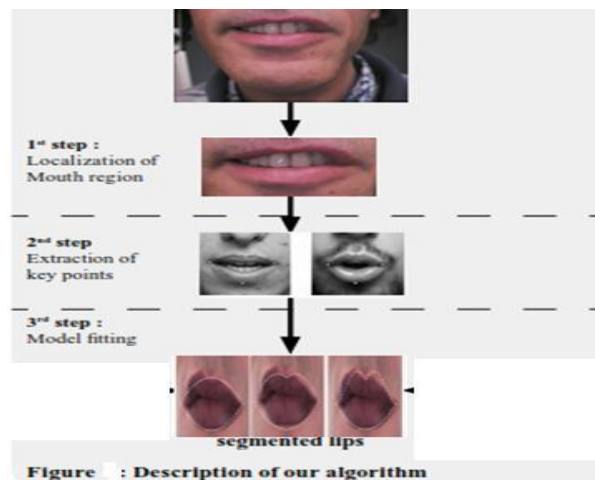 1st step :
Localization of
Mouth region
2nd step
Extraction of
key points
3rd step :
Model fitting
segmented lips
Figure : Description of our algorithm